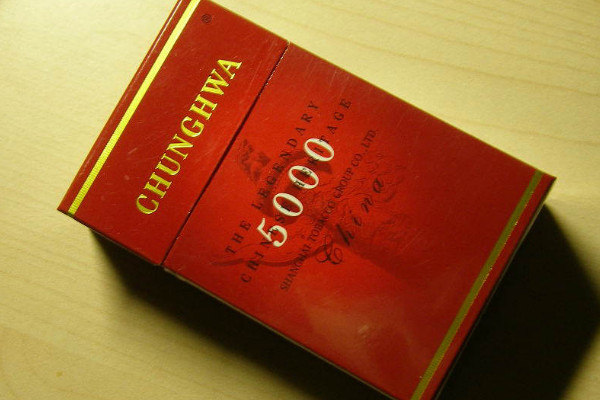 CHUNGHWA
®
THE LEGENDARY
CHINESE HERITAGE
5000
SHANGHAI TOBACCO GROUP CO., LTD.
China